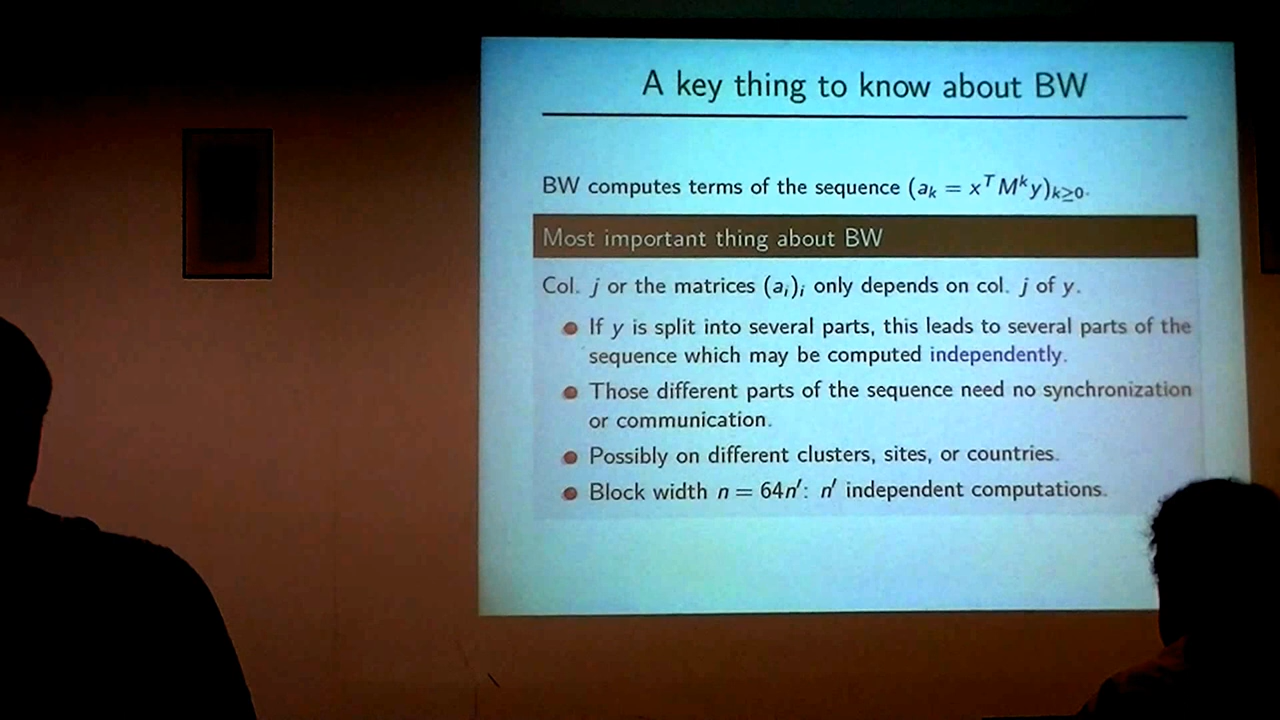 A key thing to know about BW
BW computes terms of the sequence (aₖ = xᵀMᵏy)ₖ≥₀.
Most important thing about BW
Col. j or the matrices (aᵢ)ᵢ only depends on col. j of y.
If y is split into several parts, this leads to several parts of the
sequence which may be computed independently.
Those different parts of the sequence need no synchronization
or communication.
Possibly on different clusters, sites, or countries.
Block width n = 64n′: n′ independent computations.